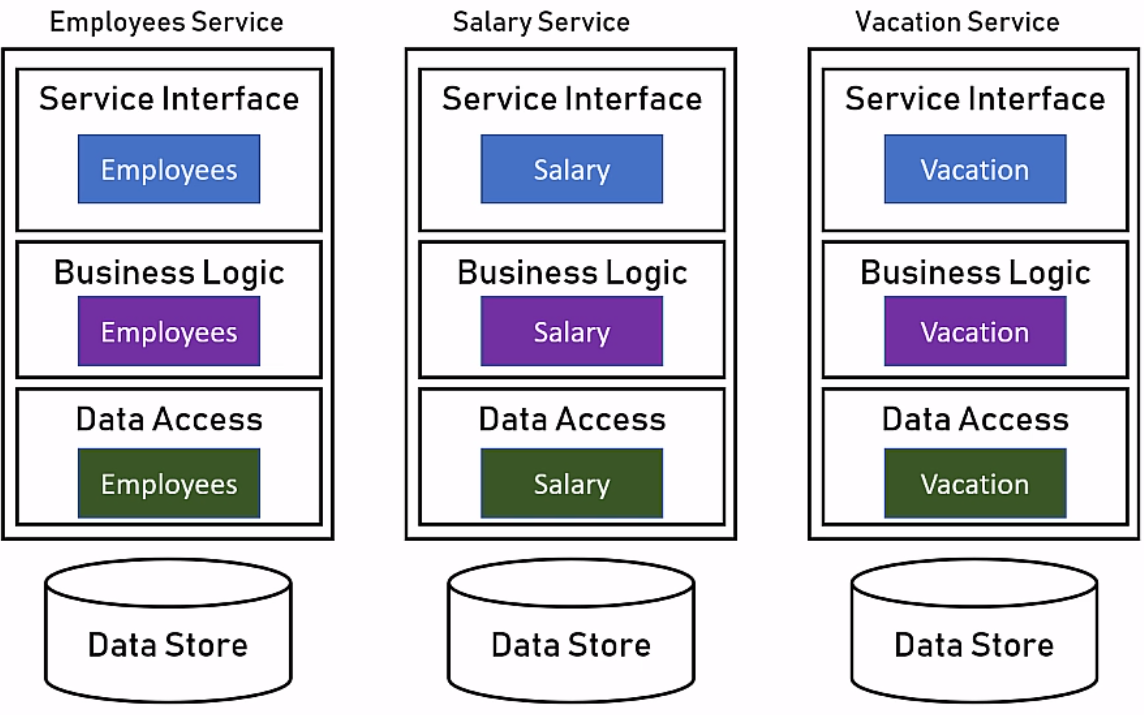 Employees Service
Salary Service
Vacation Service
Service Interface
Employees
Business Logic
Employees
Data Access
Employees
Data Store
Service Interface
Salary
Business Logic
Salary
Data Access
Salary
Data Store
Service Interface
Vacation
Business Logic
Vacation
Data Access
Vacation
Data Store